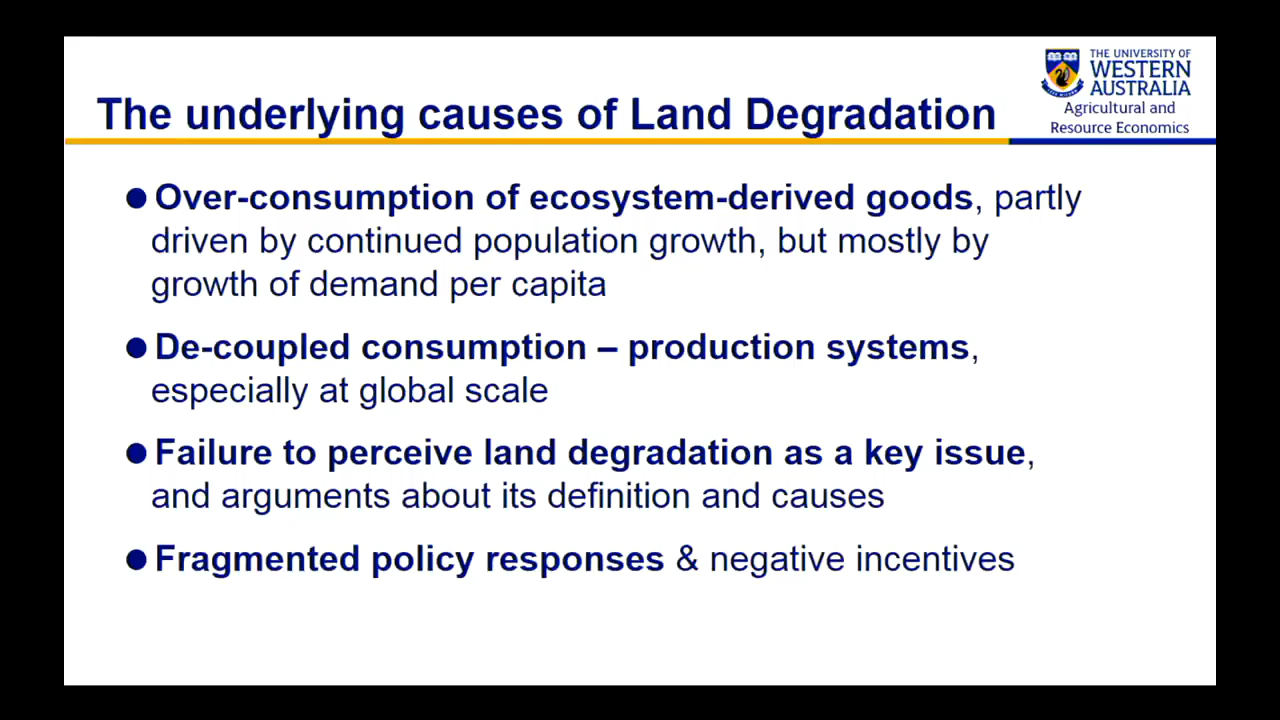 THE UNIVERSITY OF
WESTERN
AUSTRALIA
Agricultural and
Resource Economics
The underlying causes of Land Degradation
● Over-consumption of ecosystem-derived goods, partly
driven by continued population growth, but mostly by
growth of demand per capita
● De-coupled consumption – production systems,
especially at global scale
● Failure to perceive land degradation as a key issue,
and arguments about its definition and causes
● Fragmented policy responses & negative incentives